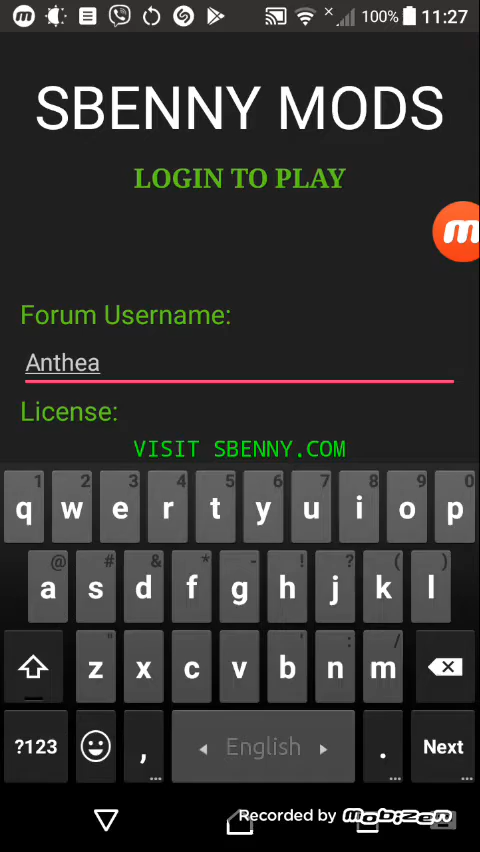 100% 11:27
SBENNY MODS
LOGIN TO PLAY
m
Forum Username:
Anthea
License:
VISIT SBENNY.COM
1 2 3 4 5 6 7 8 9 0
q w e r t y u i o p
@ # & * - ! ? ( )
a s d f g h j k l
" ' : /
z x c v b n m
?123 , English . Next
Recorded by MOBIZEN